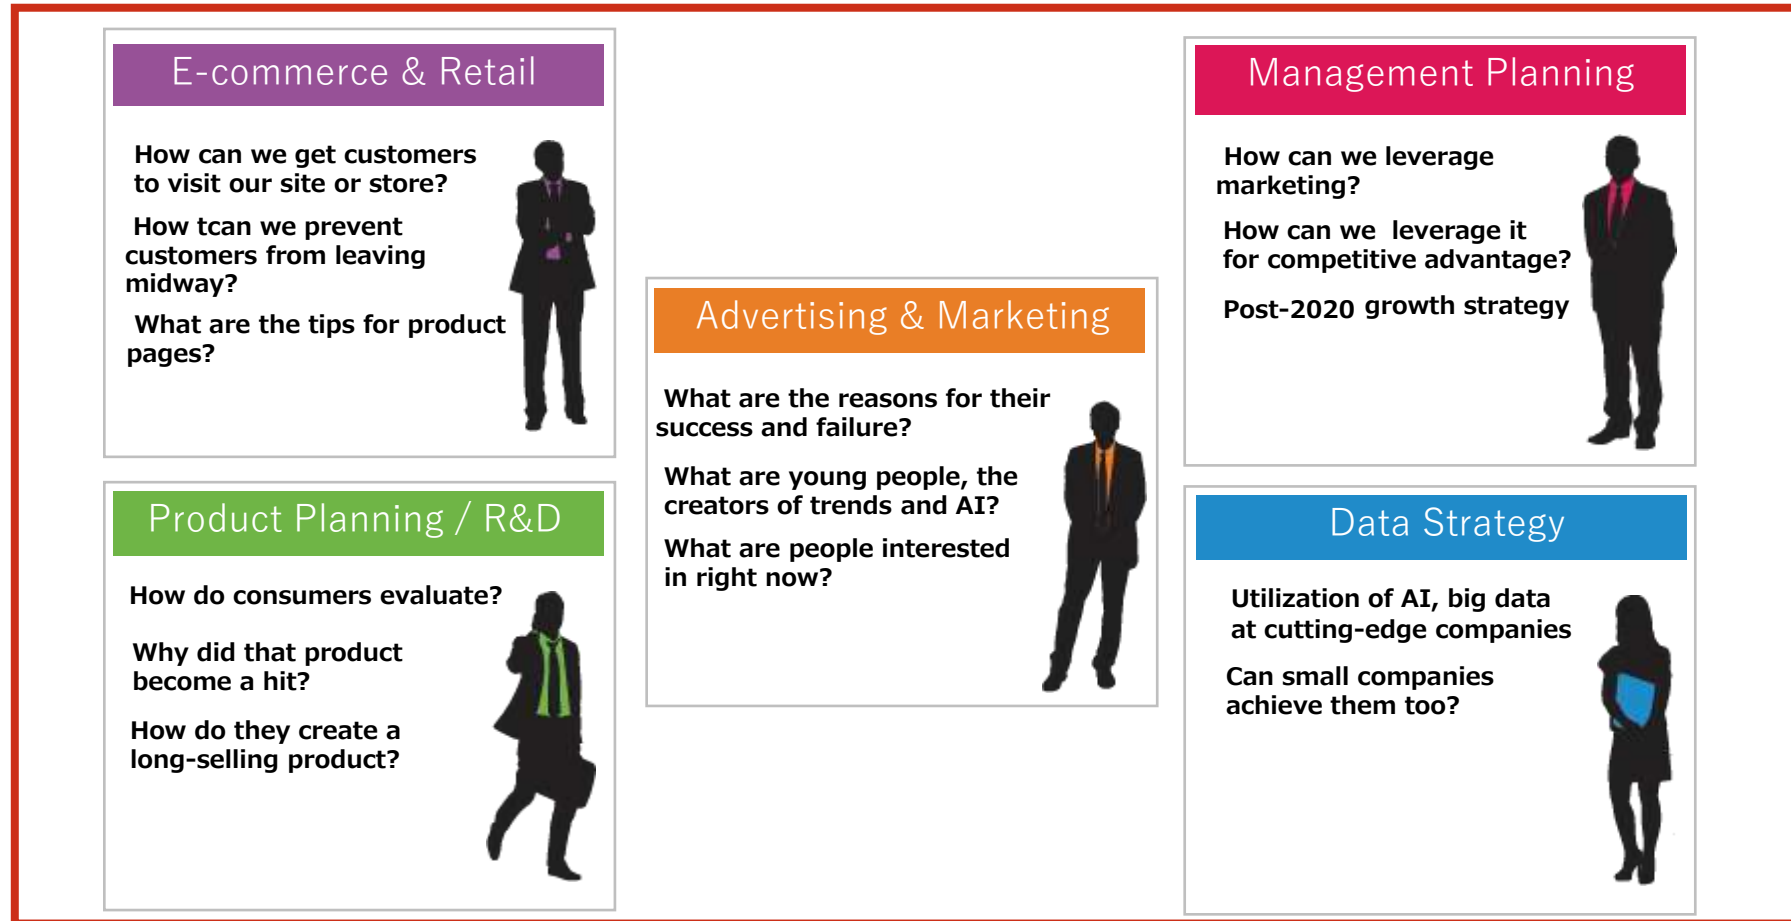 E-commerce & Retail
How can we get customers
to visit our site or store?
How tcan we prevent
customers from leaving
midway?
What are the tips for product
pages?
Product Planning / R&D
How do consumers evaluate?
Why did that product
become a hit?
How do they create a
long-selling product?
Advertising & Marketing
What are the reasons for their
success and failure?
What are young people, the
creators of trends and AI?
What are people interested
in right now?
Management Planning
How can we leverage
marketing?
How can we leverage it
for competitive advantage?
Post-2020 growth strategy
Data Strategy
Utilization of AI, big data
at cutting-edge companies
Can small companies
achieve them too?